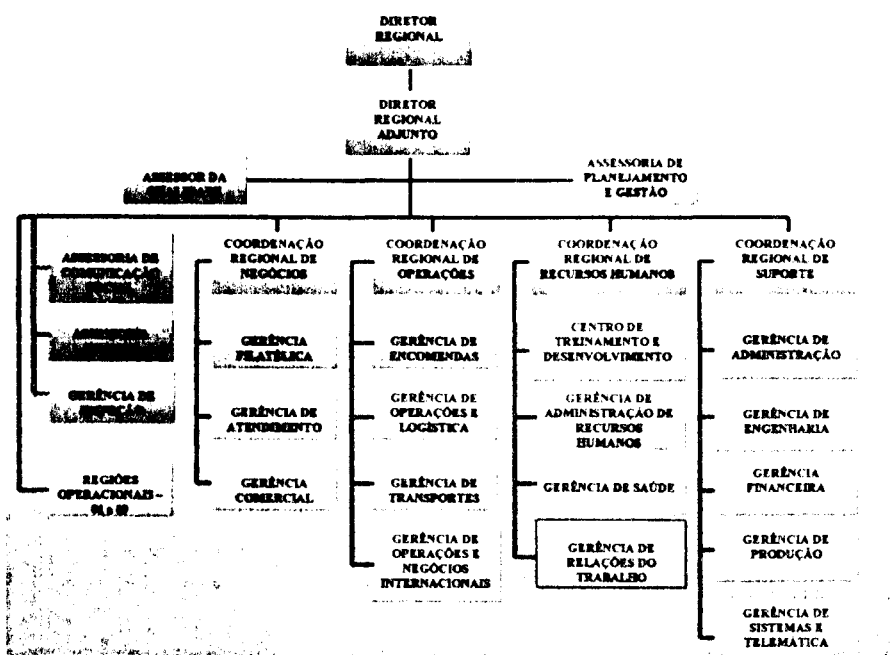 DIRETOR
REGIONAL
DIRETOR
REGIONAL
ADJUNTO
ASSESSOR DA
ASSESSORIA DE
PLANEJAMENTO
E GESTÃO
ASSESSORIA DE
COMUNICAÇÃO
SOCIAL
ASSESSORIA
GERÊNCIA DE
REGIÕES
OPERACIONAIS –
COORDENAÇÃO
REGIONAL DE
NEGÓCIOS
GERÊNCIA
FILATÉLICA
GERÊNCIA DE
ATENDIMENTO
GERÊNCIA
COMERCIAL
COORDENAÇÃO
REGIONAL DE
OPERAÇÕES
GERÊNCIA DE
ENCOMENDAS
GERÊNCIA DE
OPERAÇÕES E
LOGÍSTICA
GERÊNCIA DE
TRANSPORTES
GERÊNCIA DE
OPERAÇÕES E
NEGÓCIOS
INTERNACIONAIS
COORDENAÇÃO
REGIONAL DE
RECURSOS HUMANOS
CENTRO DE
TREINAMENTO E
DESENVOLVIMENTO
GERÊNCIA DE
ADMINISTRAÇÃO DE
RECURSOS
HUMANOS
GERÊNCIA DE SAÚDE
GERÊNCIA DE
RELAÇÕES DO
TRABALHO
COORDENAÇÃO
REGIONAL DE
SUPORTE
GERÊNCIA DE
ADMINISTRAÇÃO
GERÊNCIA DE
ENGENHARIA
GERÊNCIA
FINANCEIRA
GERÊNCIA DE
PRODUÇÃO
GERÊNCIA DE
SISTEMAS E
TELEMÁTICA